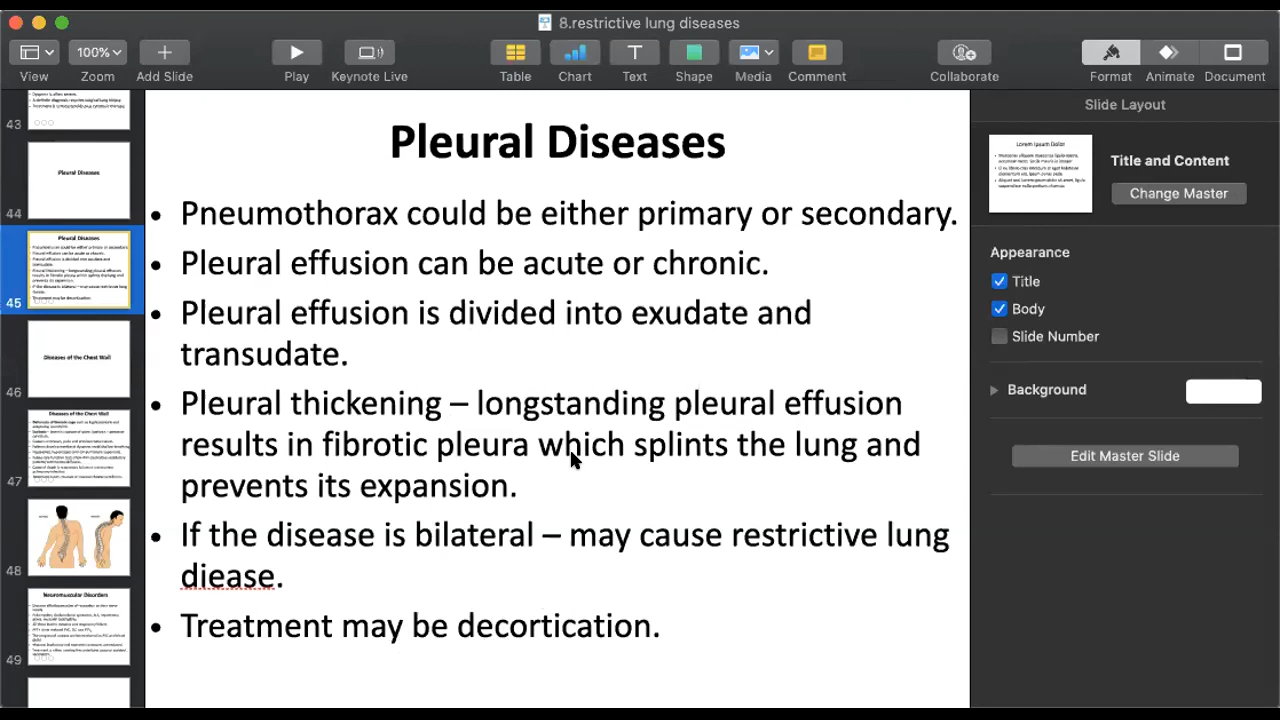 8.restrictive lung diseases
100%
View
Zoom
Add Slide
Play
Keynote Live
Table
Chart
Text
Shape
Media
Comment
Collaborate
Format
Animate
Document
43
Pleural Diseases
44
Pleural Diseases
45
Diseases of the Chest Wall
46
Diseases of the Chest Wall
47
48
Neuromuscular Disorders
49
Pleural Diseases
• Pneumothorax could be either primary or secondary.
• Pleural effusion can be acute or chronic.
• Pleural effusion is divided into exudate and
transudate.
• Pleural thickening – longstanding pleural effusion
results in fibrotic pleura which splints the lung and
prevents its expansion.
• If the disease is bilateral – may cause restrictive lung
diease.
• Treatment may be decortication.
Slide Layout
Lorem Ipsum Dolor
Title and Content
Change Master
Appearance
Title
Body
Slide Number
Background
Edit Master Slide